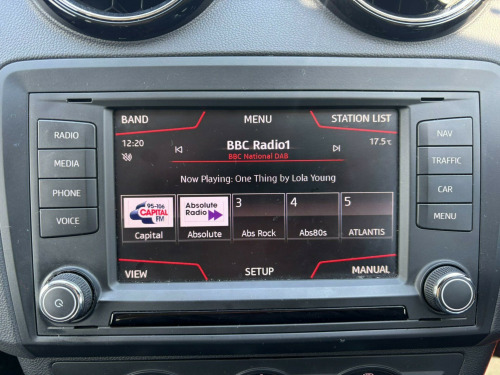 BAND MENU STATION LIST
RADIO 12:20 BBC Radio1 17.5°C NAV
BBC National DAB
MEDIA TRAFFIC
Now Playing: One Thing by Lola Young
PHONE CAR
95-106 Absolute 3 4 5
CAPITAL Radio
FM
VOICE MENU
Capital Absolute Abs Rock Abs80s ATLANTIS
VIEW SETUP MANUAL